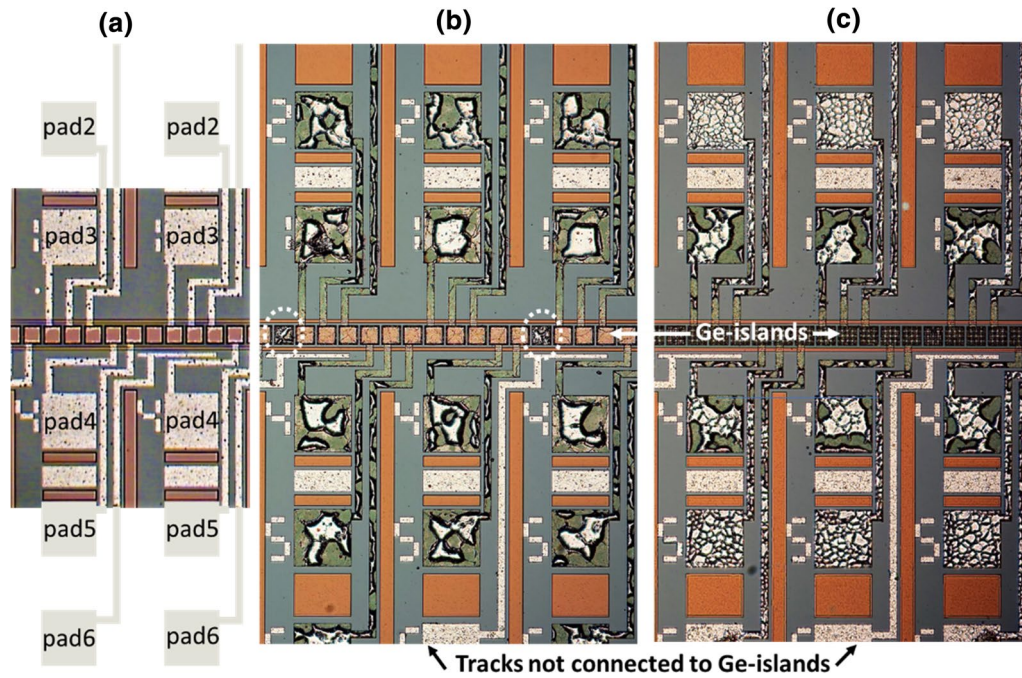 (a)
(b)
(c)
pad2 pad2
pad3 pad3
Ge-islands
pad4 pad4
pad5 pad5
pad6 pad6
Tracks not connected to Ge-islands